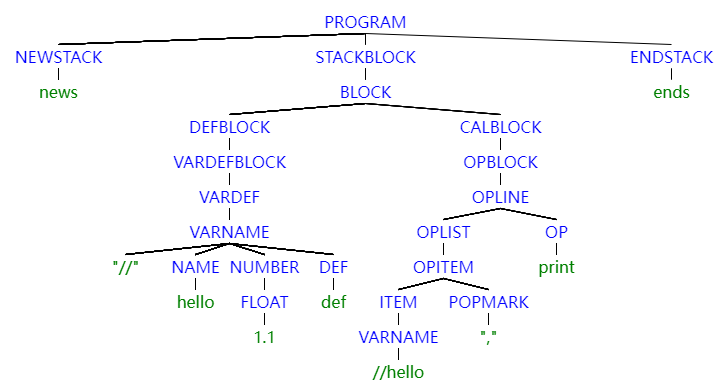 PROGRAM
NEWSTACK STACKBLOCK ENDSTACK
news BLOCK ends
DEFBLOCK CALBLOCK
VARDEFBLOCK OPBLOCK
VARDEF OPLINE
VARNAME OPLIST OP
"//" NAME NUMBER DEF OPITEM print
hello FLOAT def ITEM POPMARK
1.1 VARNAME ","
//hello